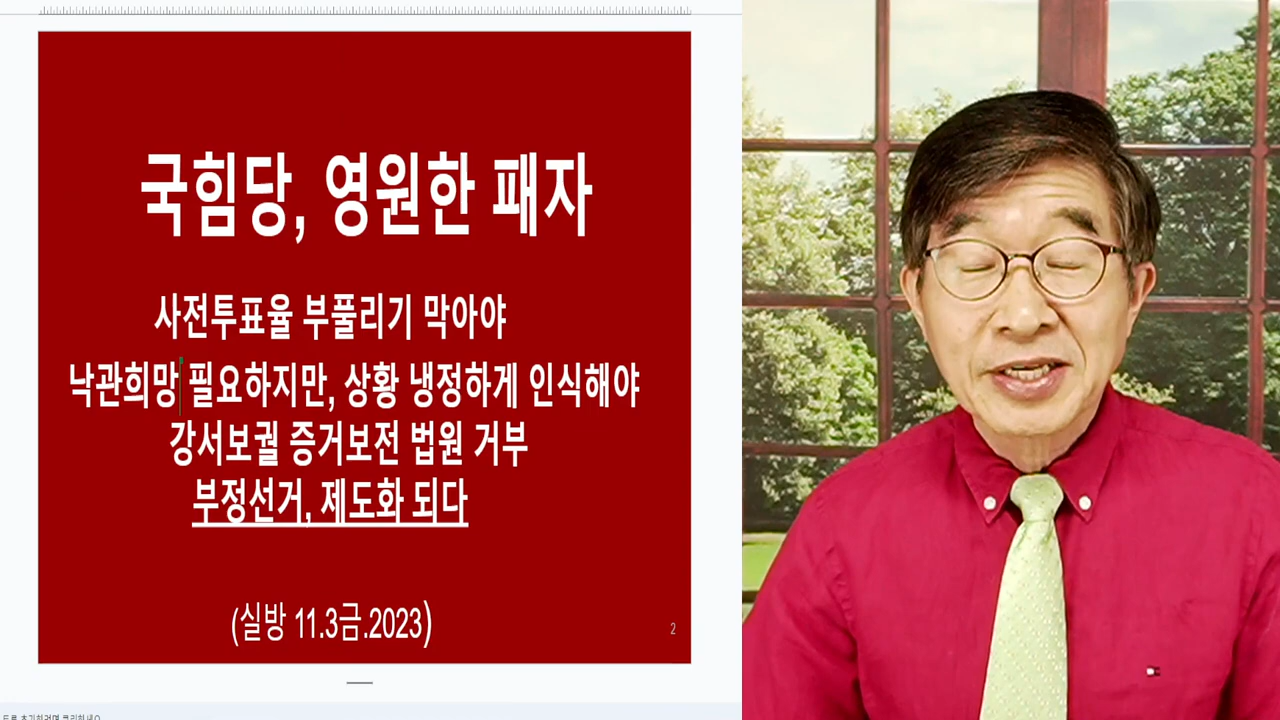 국힘당, 영원한 패자
사전투표율 부풀리기 막아야
낙관희망 필요하지만, 상황 냉정하게 인식해야
강서보궐 증거보전 법원 거부
부정선거, 제도화 되다
(실방 11.3금.2023)
2